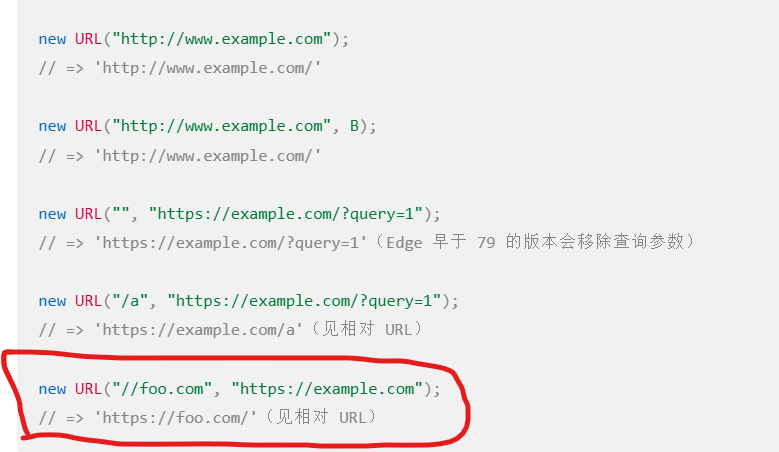 new URL("http://www.example.com");
// => 'http://www.example.com/'
new URL("http://www.example.com", B);
// => 'http://www.example.com/'
new URL("", "https://example.com/?query=1");
// => 'https://example.com/?query=1'（Edge 早于 79 的版本会移除查询参数）
new URL("/a", "https://example.com/?query=1");
// => 'https://example.com/a'（见相对 URL）
new URL("//foo.com", "https://example.com");
// => 'https://foo.com/'（见相对 URL）